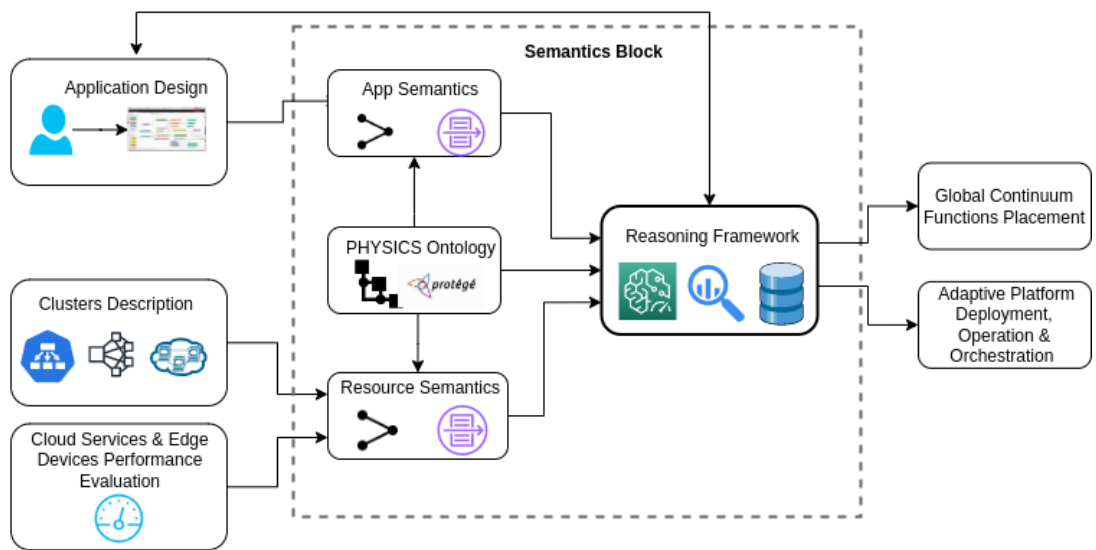 Semantics Block
Application Design
App Semantics
PHYSICS Ontology
protégé
Reasoning Framework
Global Continuum
Functions Placement
Clusters Description
Adaptive Platform
Deployment,
Operation &
Orchestration
Resource Semantics
Cloud Services & Edge
Devices Performance
Evaluation